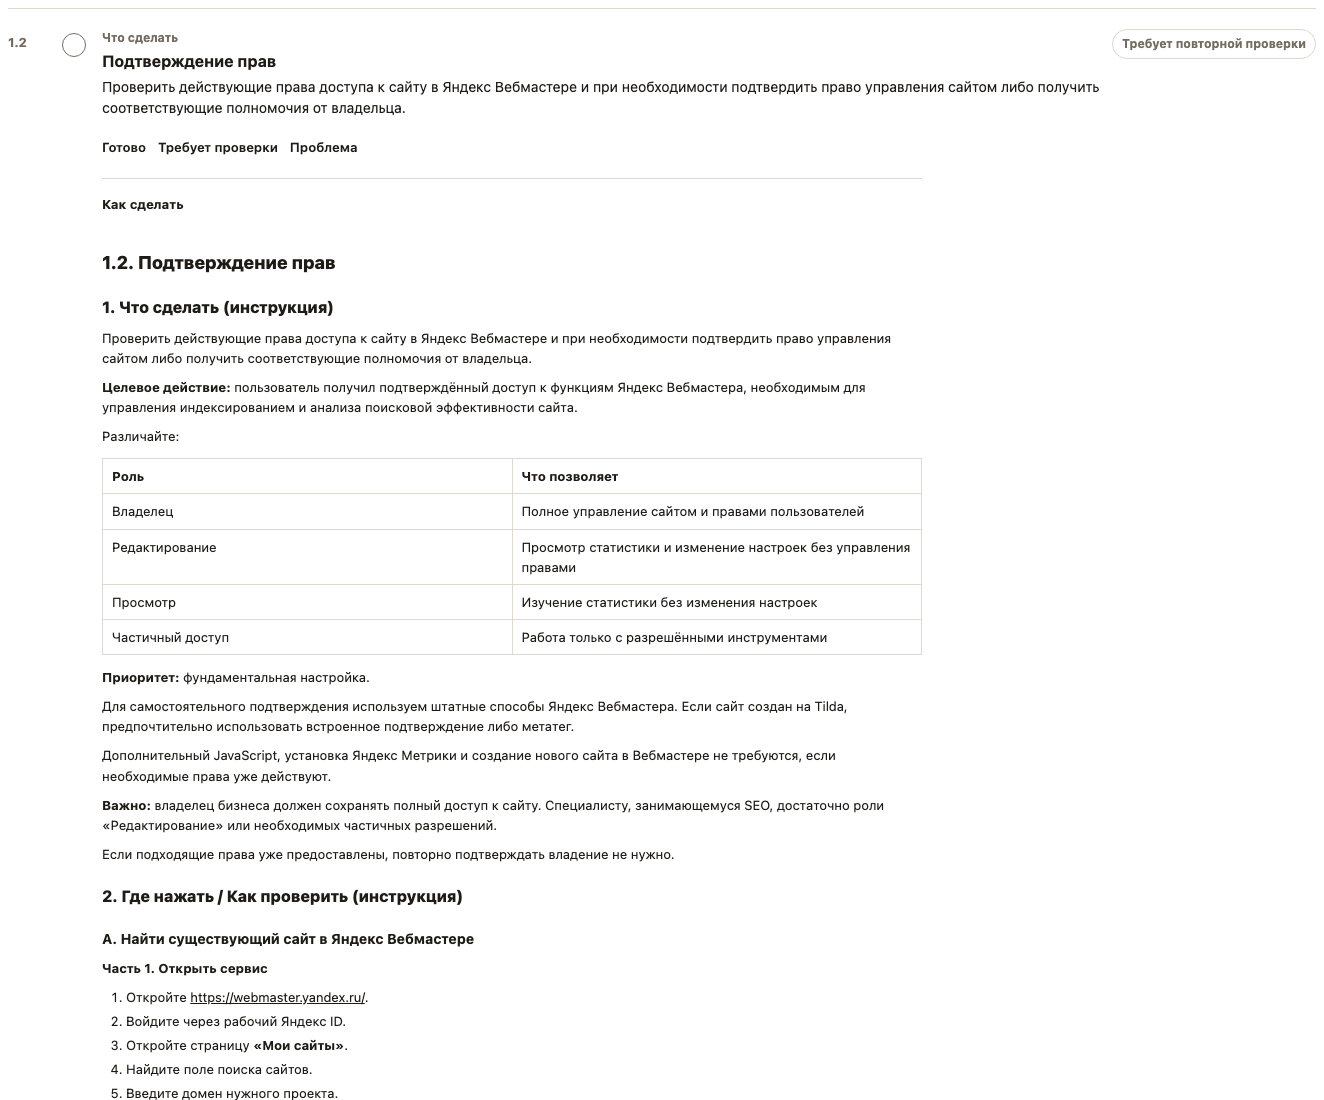 1.2
Что сделать
Требует повторной проверки
Подтверждение прав
Проверить действующие права доступа к сайту в Яндекс Вебмастере и при необходимости подтвердить право управления сайтом либо получить
соответствующие полномочия от владельца.
Готово Требует проверки Проблема
Как сделать
1.2. Подтверждение прав
1. Что сделать (инструкция)
Проверить действующие права доступа к сайту в Яндекс Вебмастере и при необходимости подтвердить право управления
сайтом либо получить соответствующие полномочия от владельца.
Целевое действие: пользователь получил подтверждённый доступ к функциям Яндекс Вебмастера, необходимым для
управления индексированием и анализа поисковой эффективности сайта.
Различайте:
Роль Что позволяет
Владелец Полное управление сайтом и правами пользователей
Редактирование Просмотр статистики и изменение настроек без управления
правами
Просмотр Изучение статистики без изменения настроек
Частичный доступ Работа только с разрешёнными инструментами
Приоритет: фундаментальная настройка.
Для самостоятельного подтверждения используем штатные способы Яндекс Вебмастера. Если сайт создан на Tilda,
предпочтительно использовать встроенное подтверждение либо метатег.
Дополнительный JavaScript, установка Яндекс Метрики и создание нового сайта в Вебмастере не требуются, если
необходимые права уже действуют.
Важно: владелец бизнеса должен сохранять полный доступ к сайту. Специалисту, занимающемуся SEO, достаточно роли
«Редактирование» или необходимых частичных разрешений.
Если подходящие права уже предоставлены, повторно подтверждать владение не нужно.
2. Где нажать / Как проверить (инструкция)
А. Найти существующий сайт в Яндекс Вебмастере
Часть 1. Открыть сервис
1. Откройте https://webmaster.yandex.ru/.
2. Войдите через рабочий Яндекс ID.
3. Откройте страницу «Мои сайты».
4. Найдите поле поиска сайтов.
5. Введите домен нужного проекта.